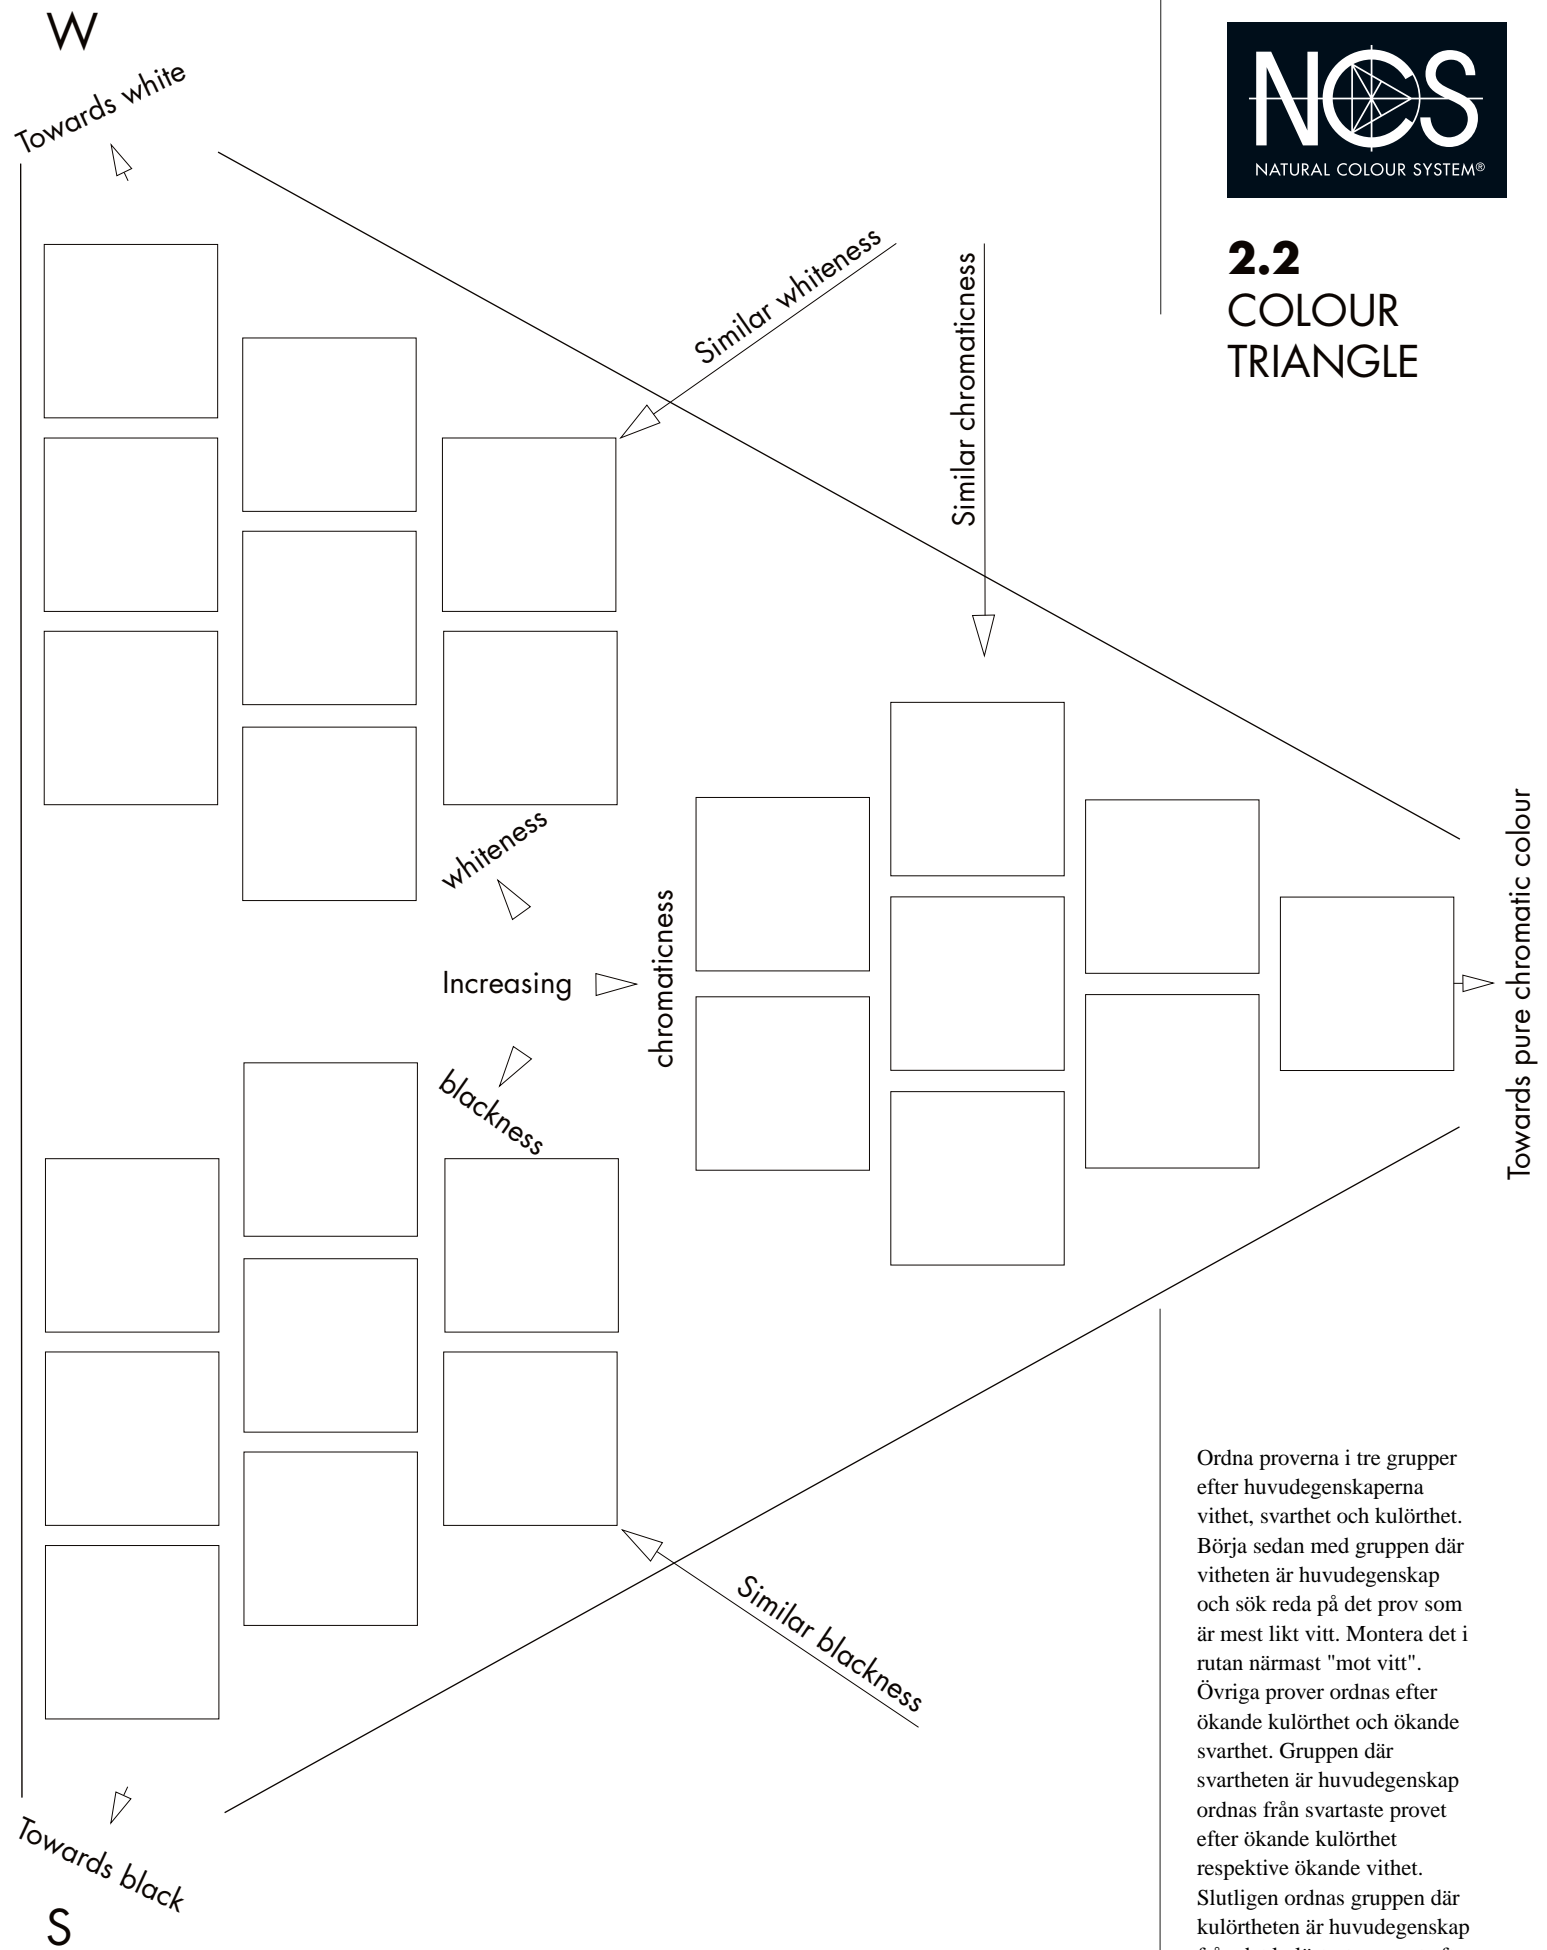 W
Towards white
NCS
NATURAL COLOUR SYSTEM®
2.2
COLOUR
TRIANGLE
Similar whiteness
Similar chromaticness
whiteness
Increasing
chromaticness
blackness
Towards pure chromatic colour
Similar blackness
Towards black
S
Ordna proverna i tre grupper
efter huvudegenskaperna
vithet, svarthet och kulörthet.
Börja sedan med gruppen där
vitheten är huvudegenskap
och sök reda på det prov som
är mest likt vitt. Montera det i
rutan närmast "mot vitt".
Övriga prover ordnas efter
ökande kulörthet och ökande
svarthet. Gruppen där
svartheten är huvudegenskap
ordnas från svartaste provet
efter ökande kulörthet
respektive ökande vithet.
Slutligen ordnas gruppen där
kulörtheten är huvudegenskap